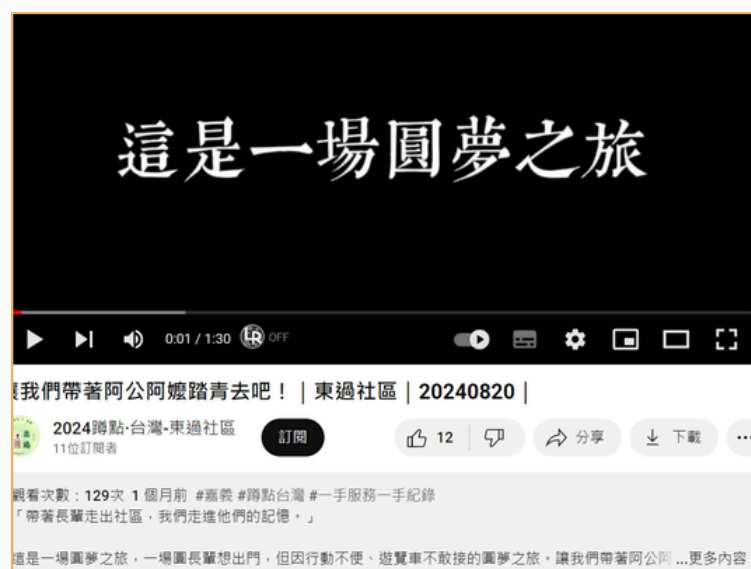 這是一場圓夢之旅
0:01 / 1:30 LR OFF
讓我們帶著阿公阿嬤踏青去吧！｜東過社區｜20240820｜
2024蹲點·台灣-東過社區
11位訂閱者
訂閱
12
分享
下載
觀看次數：129次 1 個月前 #嘉義 #蹲點台灣 #一手服務一手紀錄
「帶著長輩走出社區，我們走進他們的記憶。」
這是一場圓夢之旅，一場圓長輩想出門，但因行動不便、遊覽車不敢接的圓夢之旅。讓我們帶著阿公阿 ...更多內容